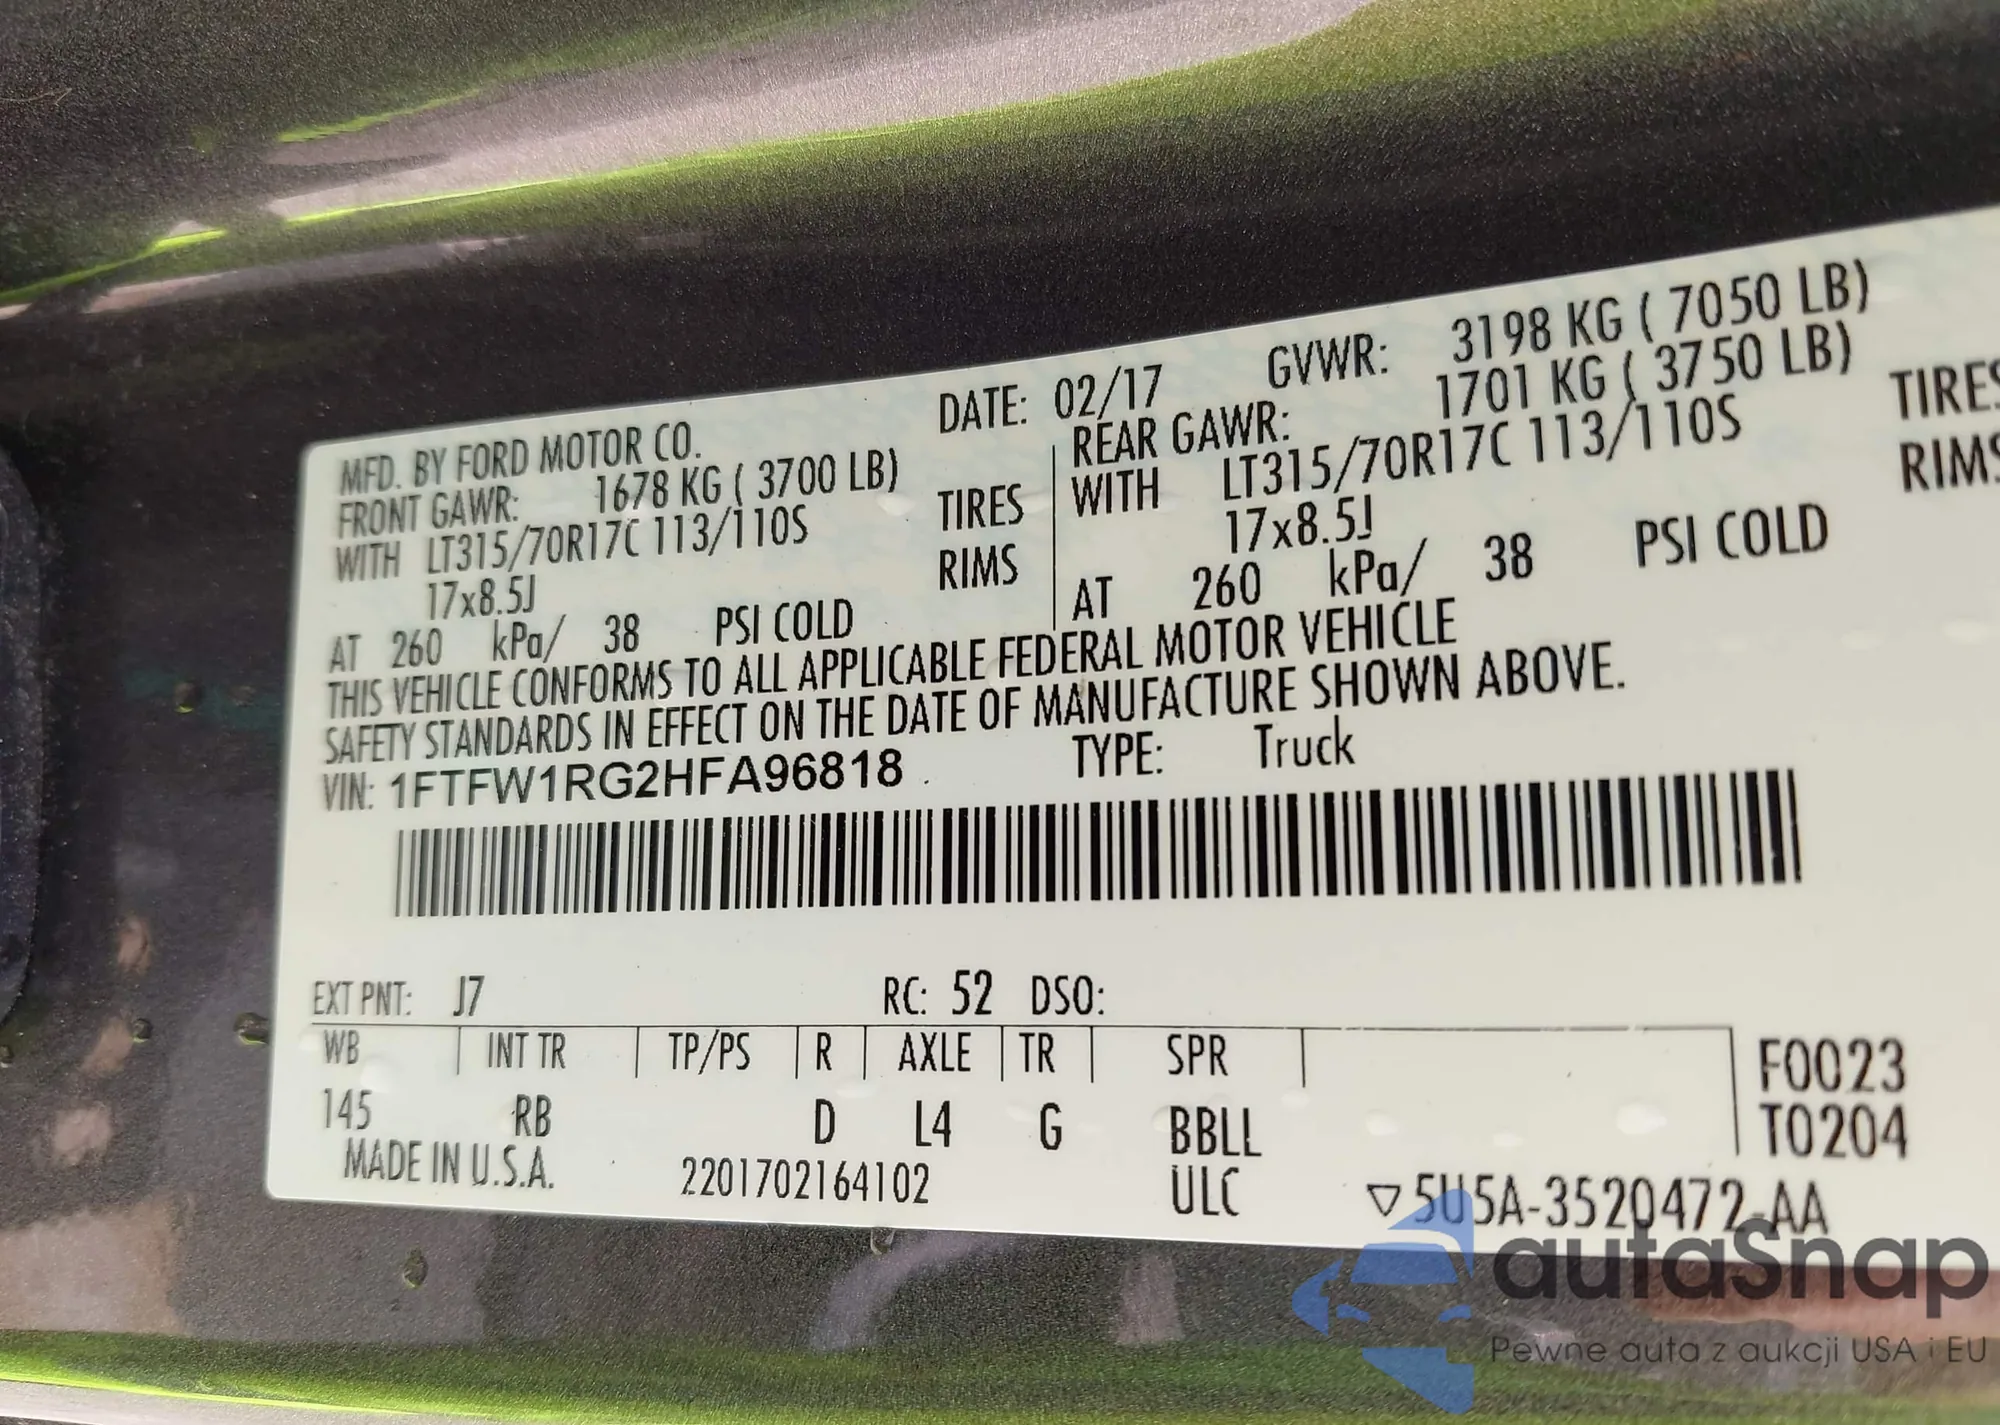 MFD. BY FORD MOTOR CO. DATE: 02/17 GVWR: 3198 KG ( 7050 LB)
FRONT GAWR: 1678 KG ( 3700 LB) REAR GAWR: 1701 KG ( 3750 LB)
WITH LT315/70R17C 113/110S TIRES WITH LT315/70R17C 113/110S TIRES
17x8.5J RIMS 17x8.5J RIMS
AT 260 kPa/ 38 PSI COLD AT 260 kPa/ 38 PSI COLD
THIS VEHICLE CONFORMS TO ALL APPLICABLE FEDERAL MOTOR VEHICLE
SAFETY STANDARDS IN EFFECT ON THE DATE OF MANUFACTURE SHOWN ABOVE.
VIN: 1FTFW1RG2HFA96818 TYPE: Truck
EXT PNT: J7 RC: 52 DSO:
WB INT TR TP/PS R AXLE TR SPR F0023
145 RB D L4 G BBLL T0204
MADE IN U.S.A. 2201702164102 ULC ▽5U5A-3520472-AA
autaSnap
Pewne auta z aukcji USA i EU